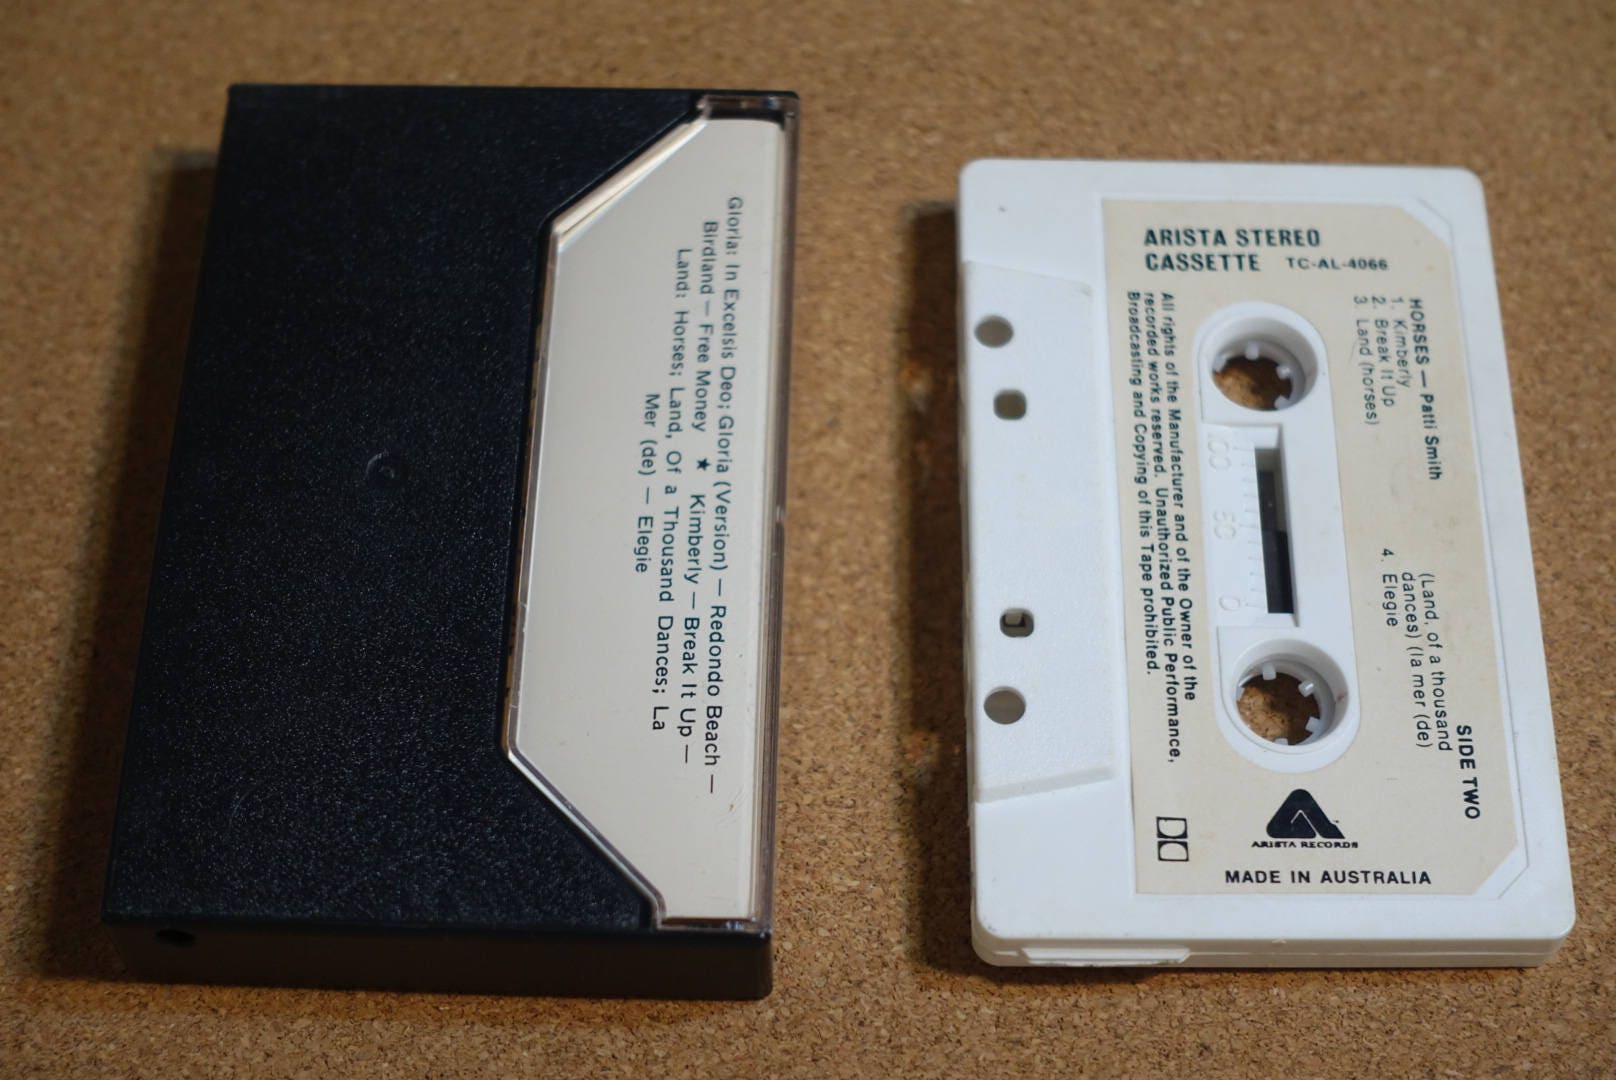 Gloria: In Excelsis Deo; Gloria (Version) — Redondo Beach —
Birdland — Free Money ★ Kimberly — Break It Up —
Land: Horses; Land, Of a Thousand Dances; La
Mer (de) — Elegie
ARISTA STEREO
CASSETTE TC-AL-4066
SIDE TWO
HORSES — Patti Smith
1. Kimberly
2. Break It Up
3. Land (horses)
(Land, of a thousand
dances) (la mer (de)
4. Elegie
100 50 0
All rights of the Manufacturer and of the Owner of the
recorded works reserved. Unauthorized Public Performance,
Broadcasting and Copying of this Tape prohibited.
ARISTA RECORDS
MADE IN AUSTRALIA